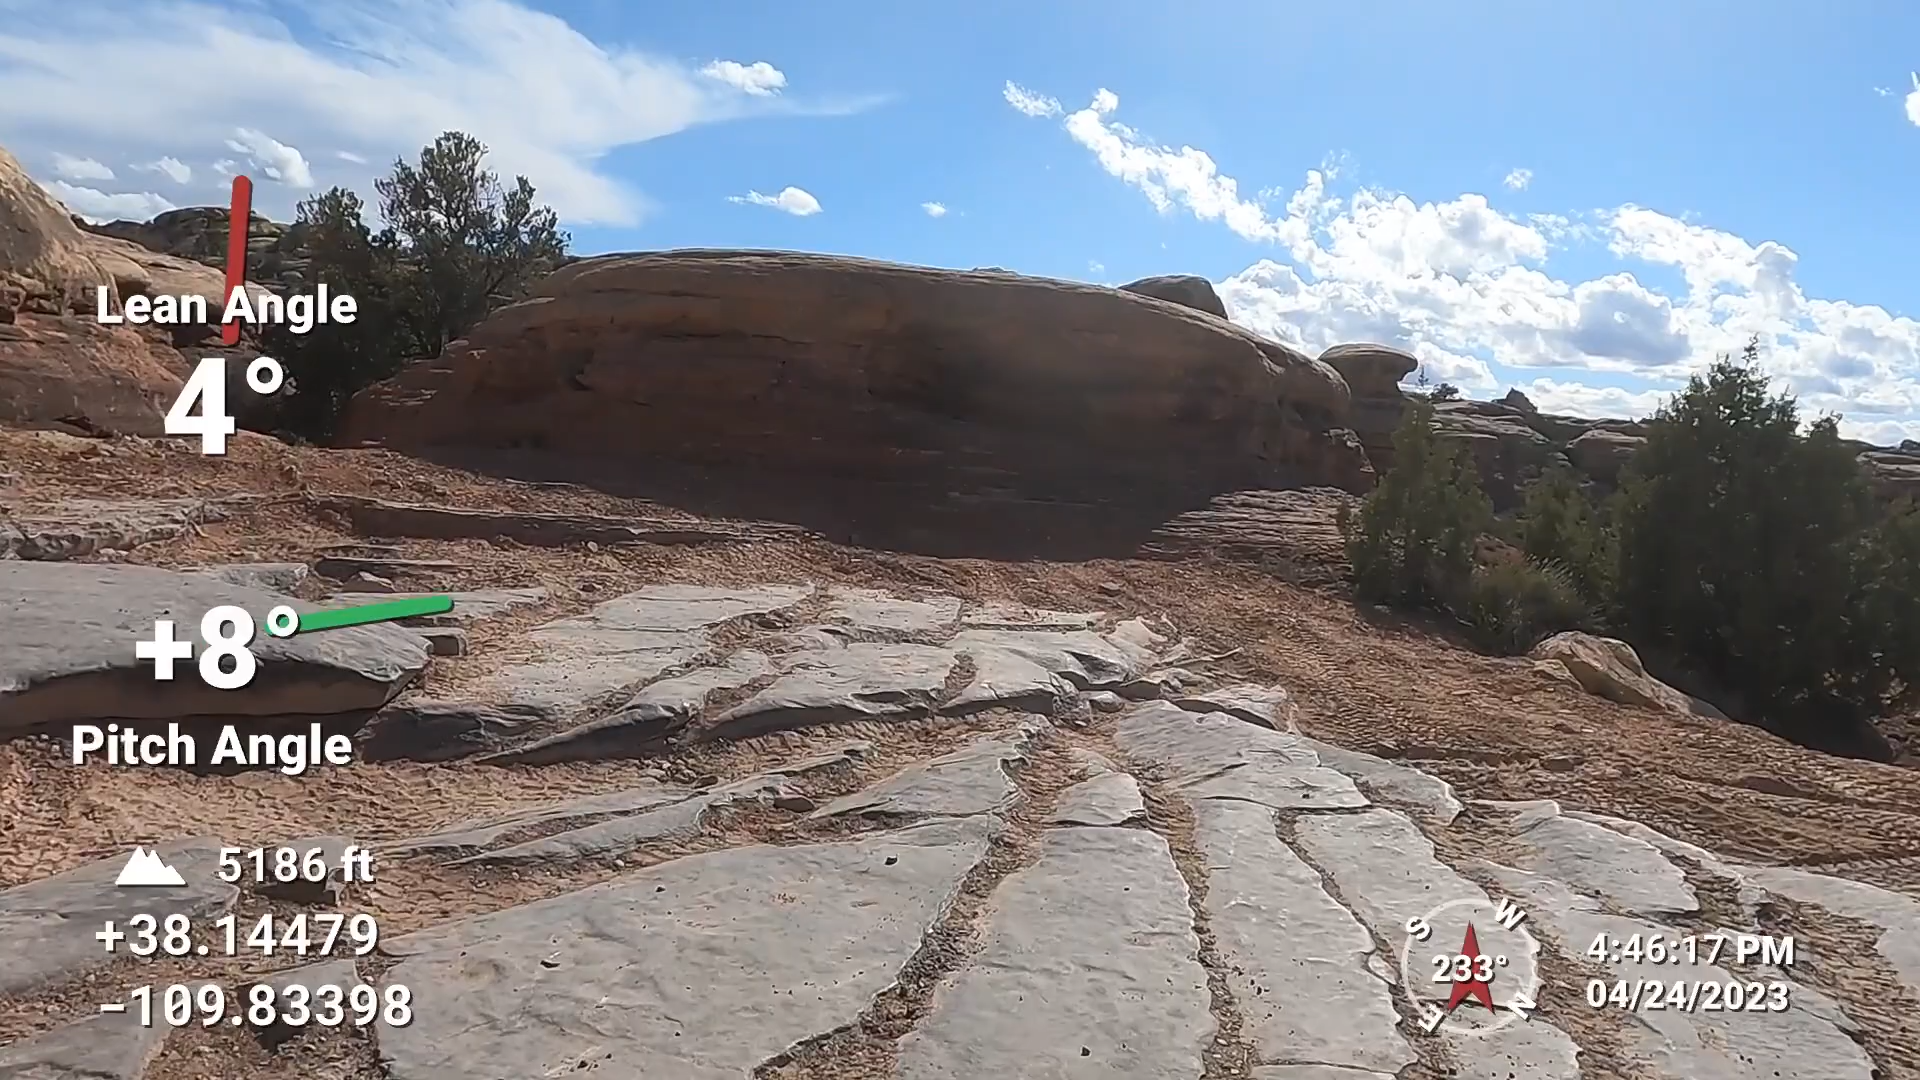 Lean Angle
4°
+8°
Pitch Angle
5186 ft
+38.14479
-109.83398
S W
233°
E N
4:46:17 PM
04/24/2023